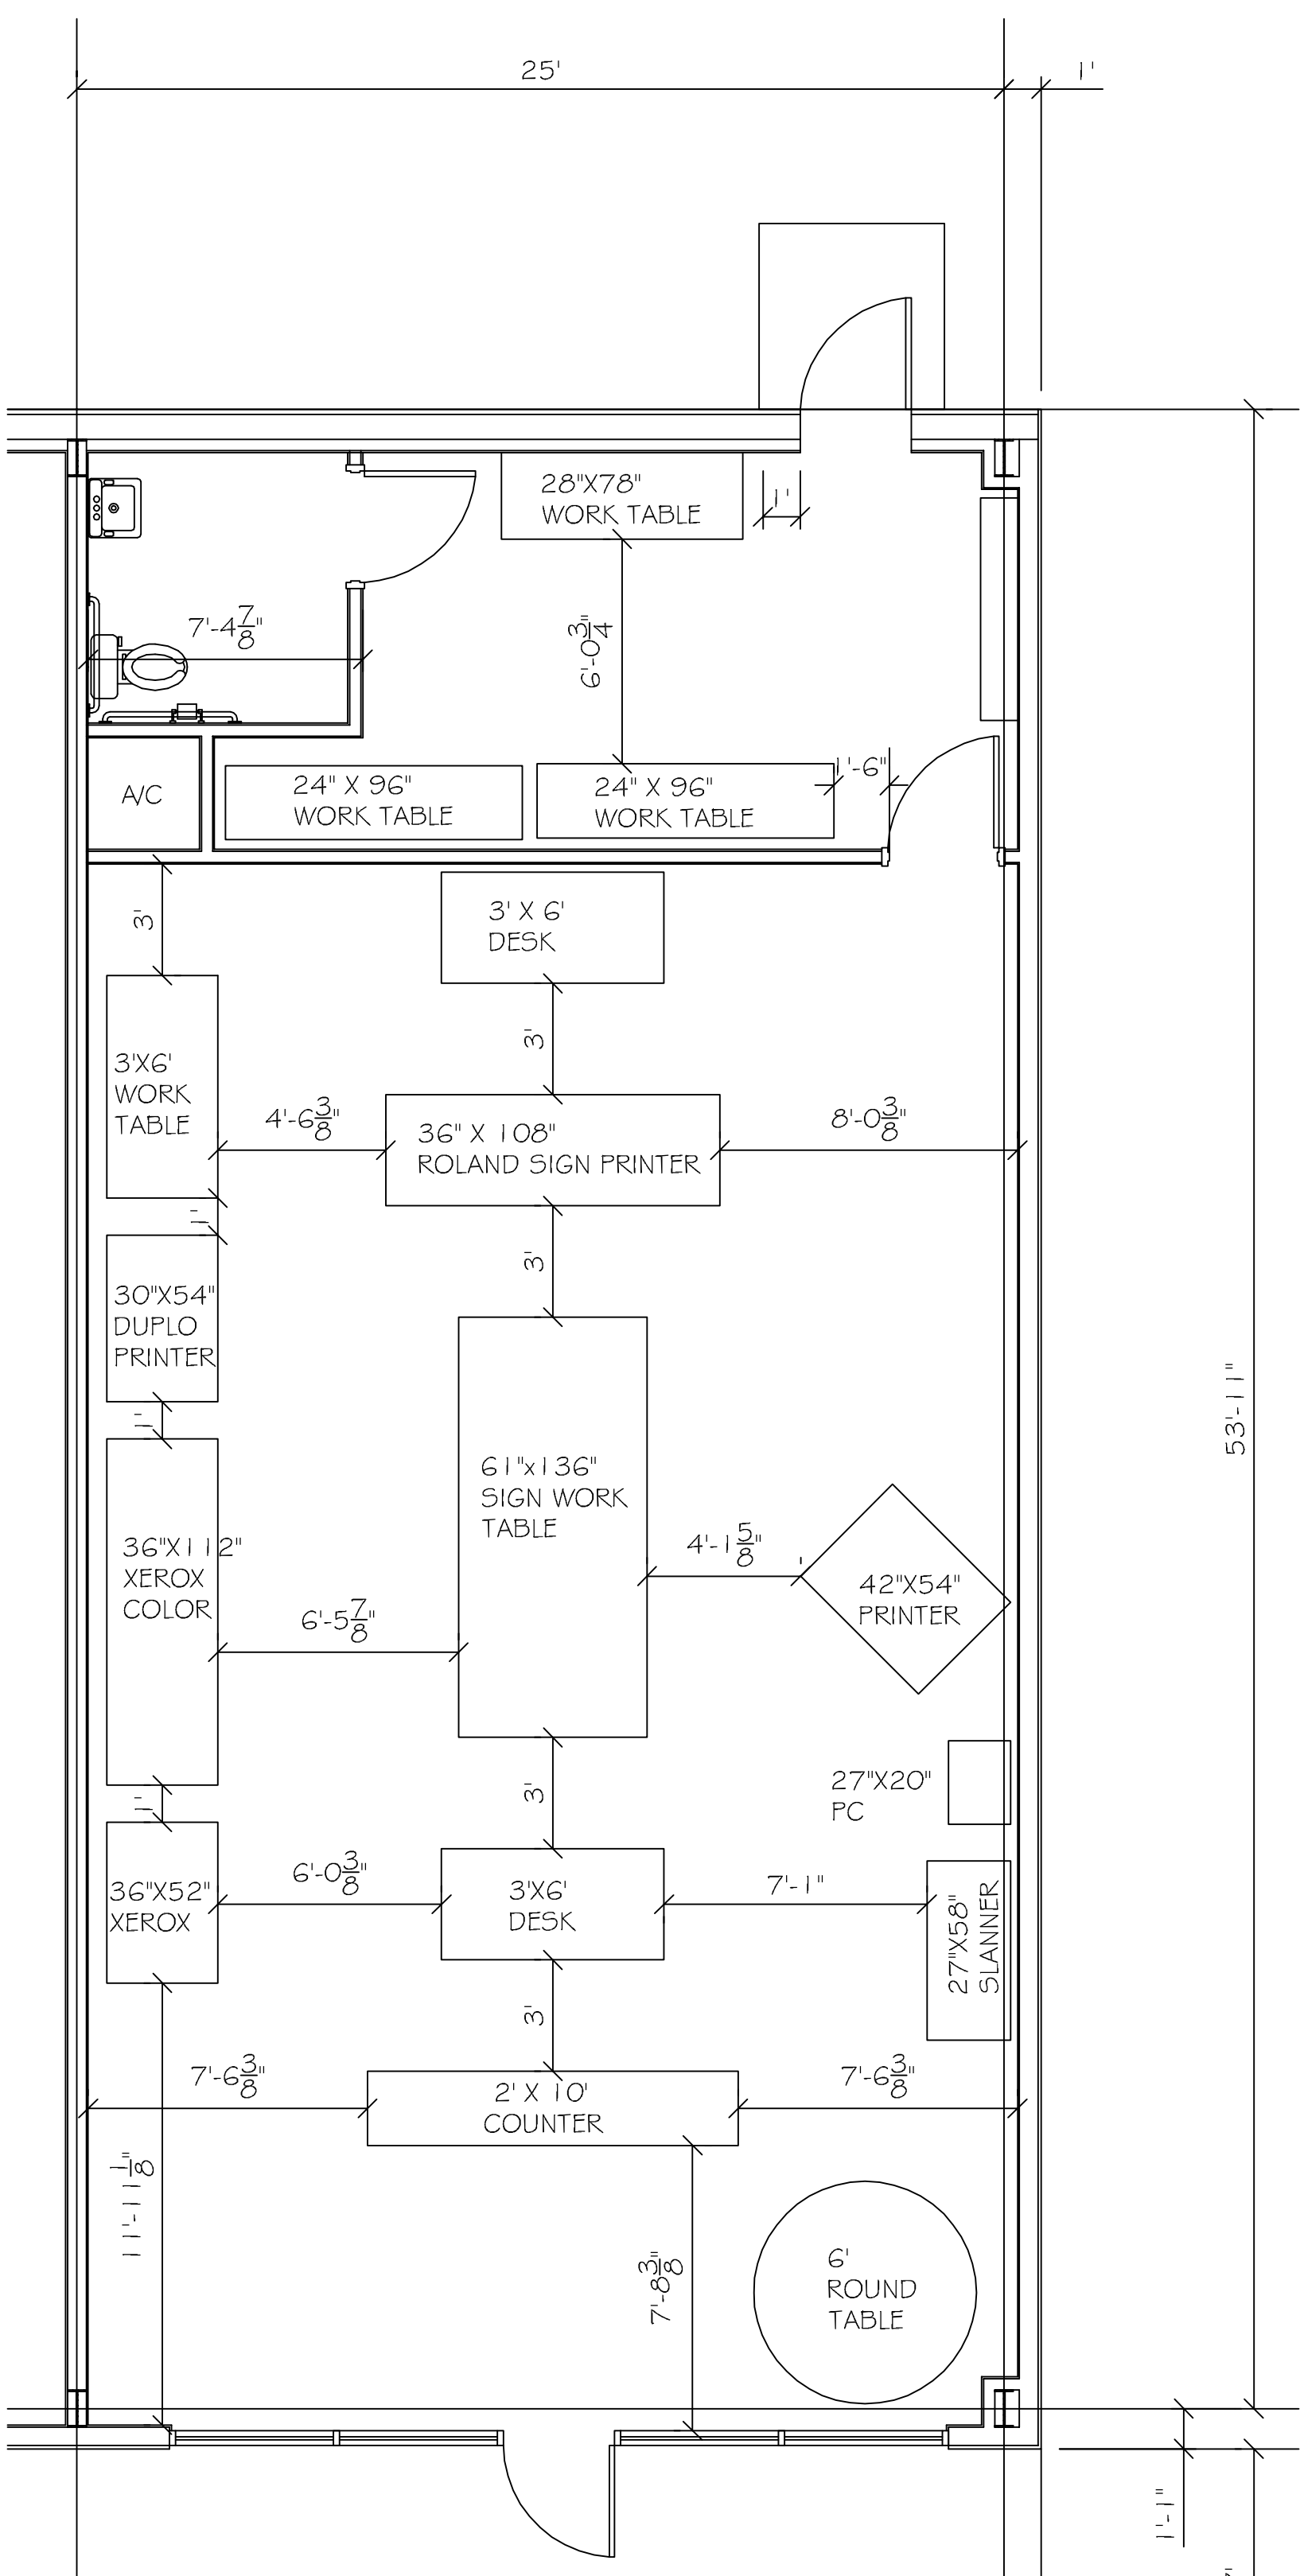 25'
1'
28"X78"
WORK TABLE
1'
7'-4 7/8"
6'-0 3/4"
1'-6"
A/C
24" X 96"
WORK TABLE
24" X 96"
WORK TABLE
3'
3' X 6'
DESK
3'
3'X6'
WORK
TABLE
4'-6 3/8"
36" X 108"
ROLAND SIGN PRINTER
8'-0 3/8"
1'
3'
30"X54"
DUPLO
PRINTER
1'
53'-11"
61"x136"
SIGN WORK
TABLE
36"X112"
XEROX
COLOR
4'-1 5/8"
42"X54"
PRINTER
6'-5 7/8"
27"X20"
PC
1'
3'
36"X52"
XEROX
6'-0 3/8"
3'X6'
DESK
7'-1"
27"X58"
SLANNER
3'
7'-6 3/8"
2' X 10'
COUNTER
7'-6 3/8"
11'-11 1/8"
7'-8 3/8"
6'
ROUND
TABLE
1'-1"